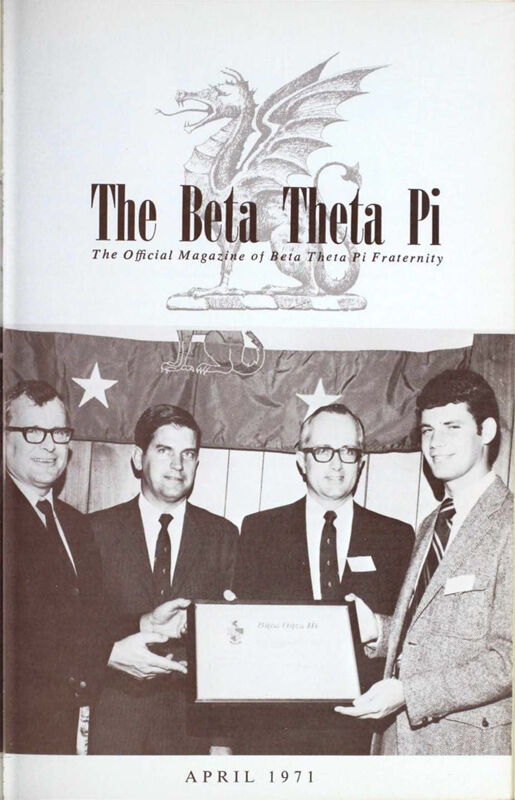 The Beta Theta Pi
The Official Magazine of Beta Theta Pi Fraternity
APRIL 1971